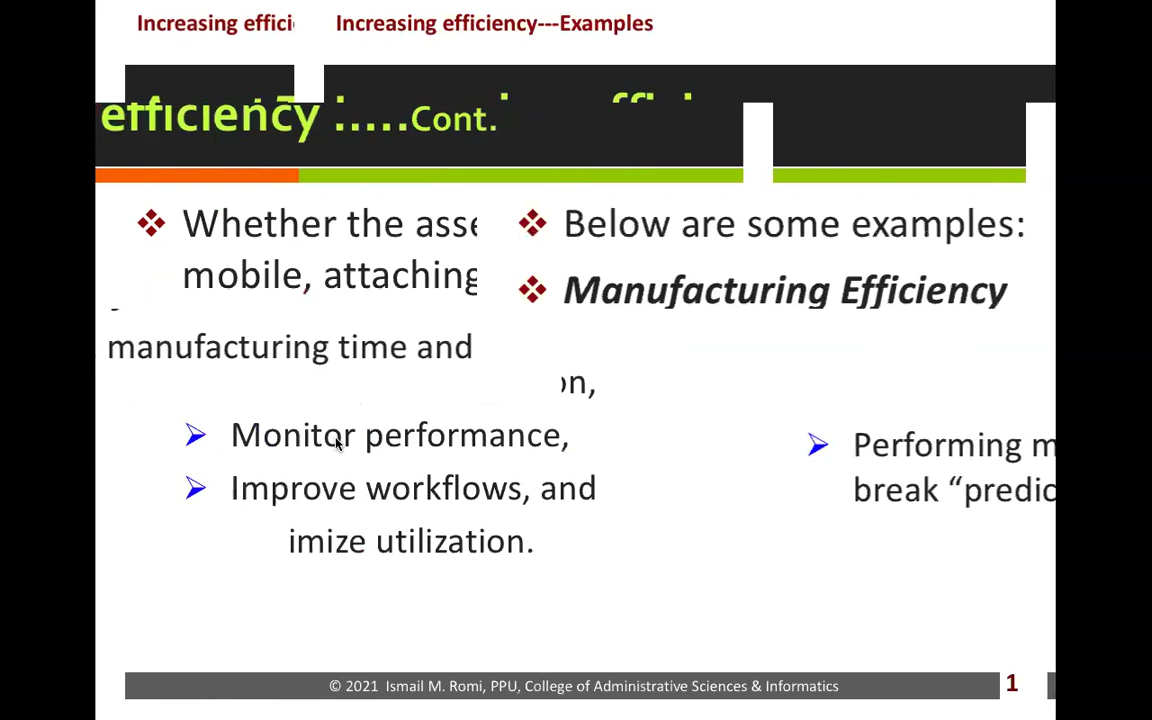 Increasing effici
Increasing efficiency---Examples
efficiency :.....Cont.
Whether the asse
mobile, attaching
Below are some examples:
Manufacturing Efficiency
manufacturing time and
on,
Monitor performance,
Improve workflows, and
imize utilization.
Performing m
break “predic
© 2021 Ismail M. Romi, PPU, College of Administrative Sciences & Informatics
1